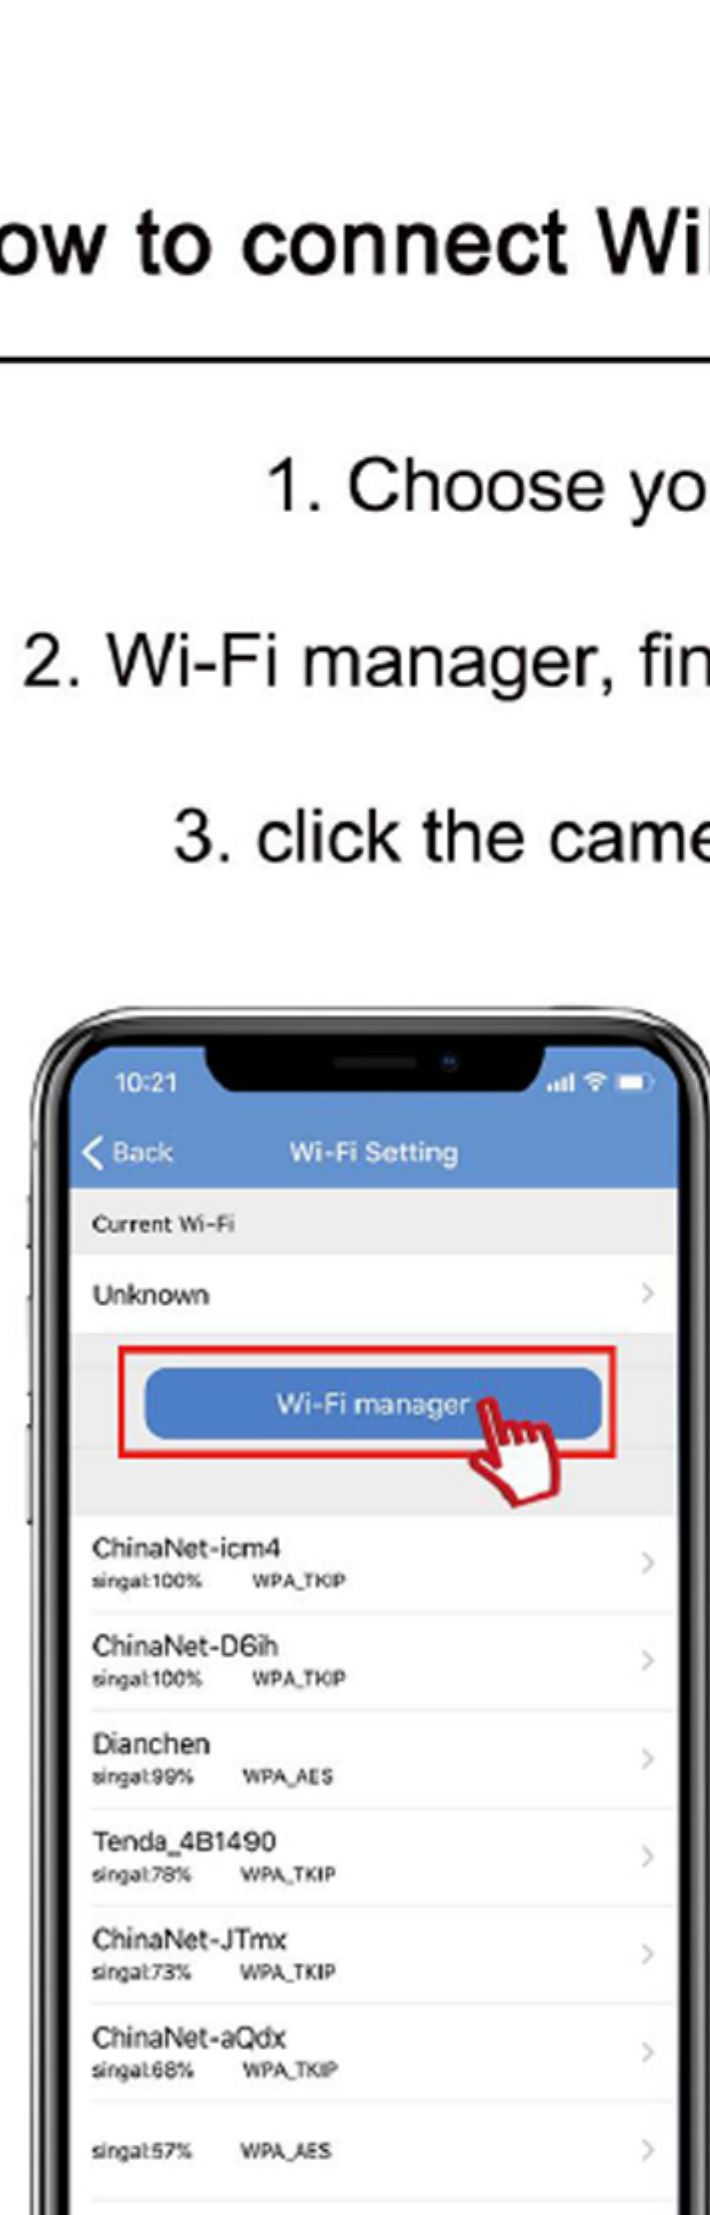 ow to connect Wi
1. Choose yo
2. Wi-Fi manager, fin
3. click the came
10:21
Back Wi-Fi Setting
Current Wi-Fi
Unknown
Wi-Fi manager
ChinaNet-icm4
singal:100% WPA_TKIP
ChinaNet-D6ih
singal:100% WPA_TKIP
Dianchen
singal:99% WPA_AES
Tenda_4B1490
singal:78% WPA_TKIP
ChinaNet-JTmx
singal:73% WPA_TKIP
ChinaNet-aQdx
singal:68% WPA_TKIP
singal:57% WPA_AES